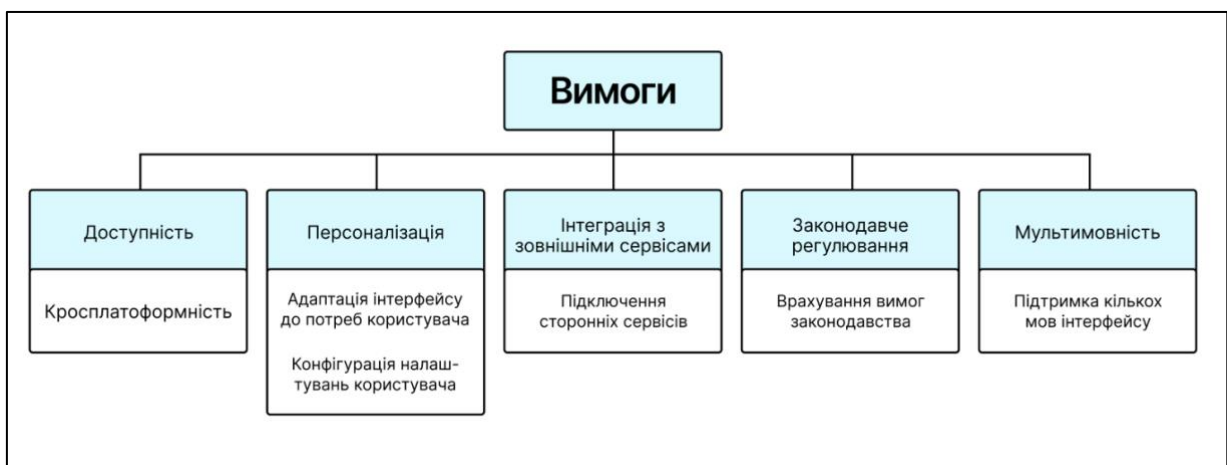 Вимоги
Доступність
Кросплатоформність
Персоналізація
Адаптація інтерфейсу
до потреб користувача
Конфігурація налаш-
тувань користувача
Інтеграція з
зовнішніми сервісами
Підключення
сторонніх сервісів
Законодавче
регулювання
Врахування вимог
законодавства
Мультимовність
Підтримка кількох
мов інтерфейсу